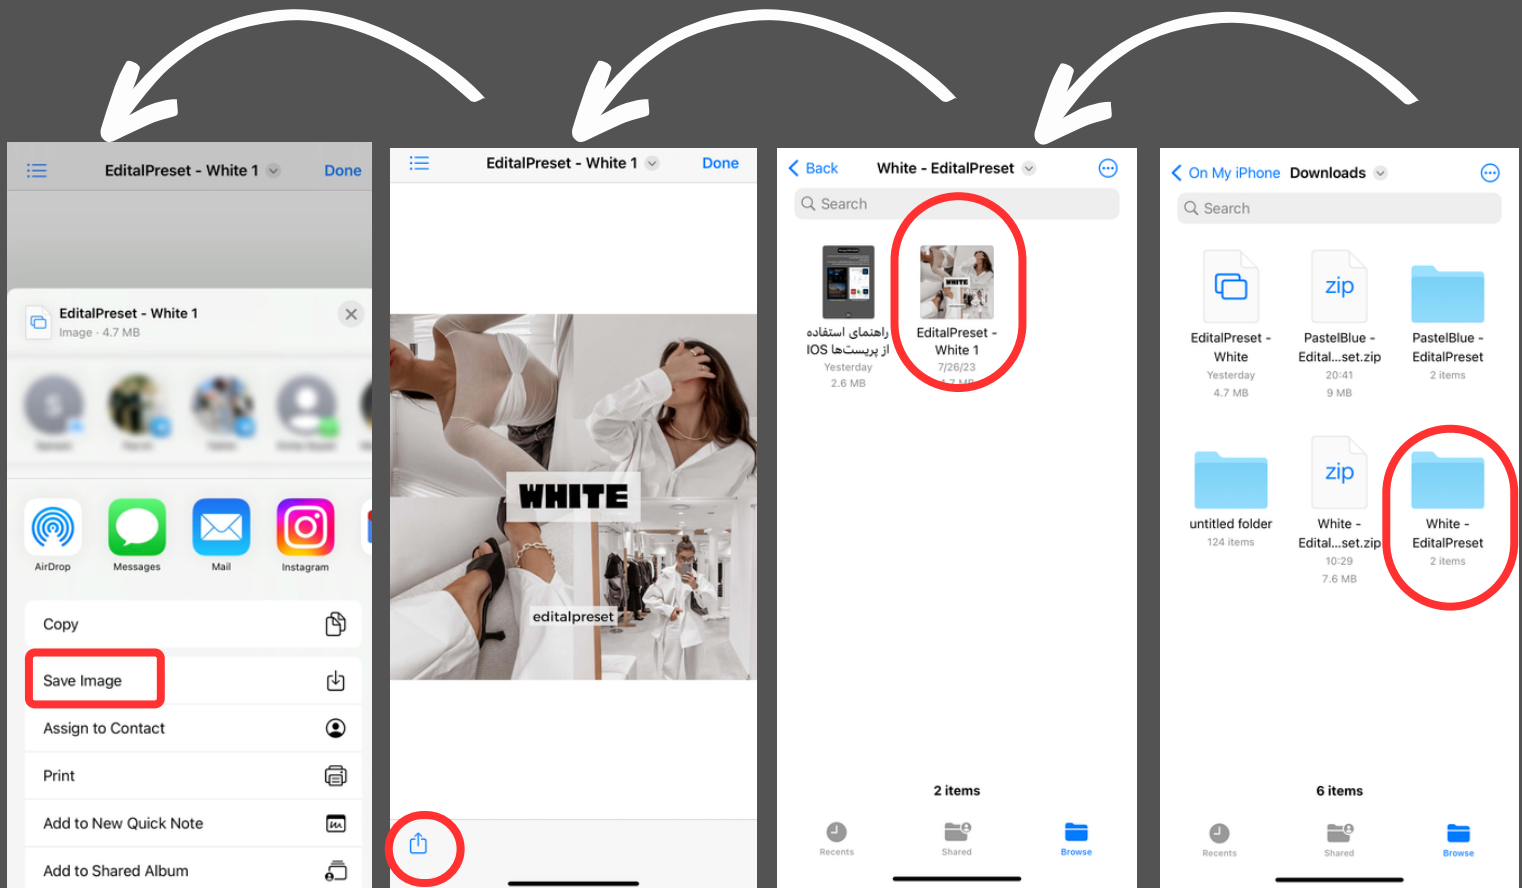 EditalPreset - White 1
Done
EditalPreset - White 1
Image · 4.7 MB
AirDrop
Messages
Mail
Instagram
Copy
Save Image
Assign to Contact
Print
Add to New Quick Note
Add to Shared Album
EditalPreset - White 1
Done
WHITE
editalpreset
Back
White - EditalPreset
Search
راهنمای استفاده
از پریست‌ها IOS
Yesterday
2.6 MB
WHITE
EditalPreset -
White 1
7/26/23
4.7 MB
2 items
Recents
Shared
Browse
On My iPhone
Downloads
Search
EditalPreset -
White
Yesterday
4.7 MB
zip
PastelBlue -
Edital...set.zip
20:41
9 MB
PastelBlue -
EditalPreset
2 items
untitled folder
124 items
zip
White -
Edital...set.zip
10:29
7.6 MB
White -
EditalPreset
2 items
6 items
Recents
Shared
Browse